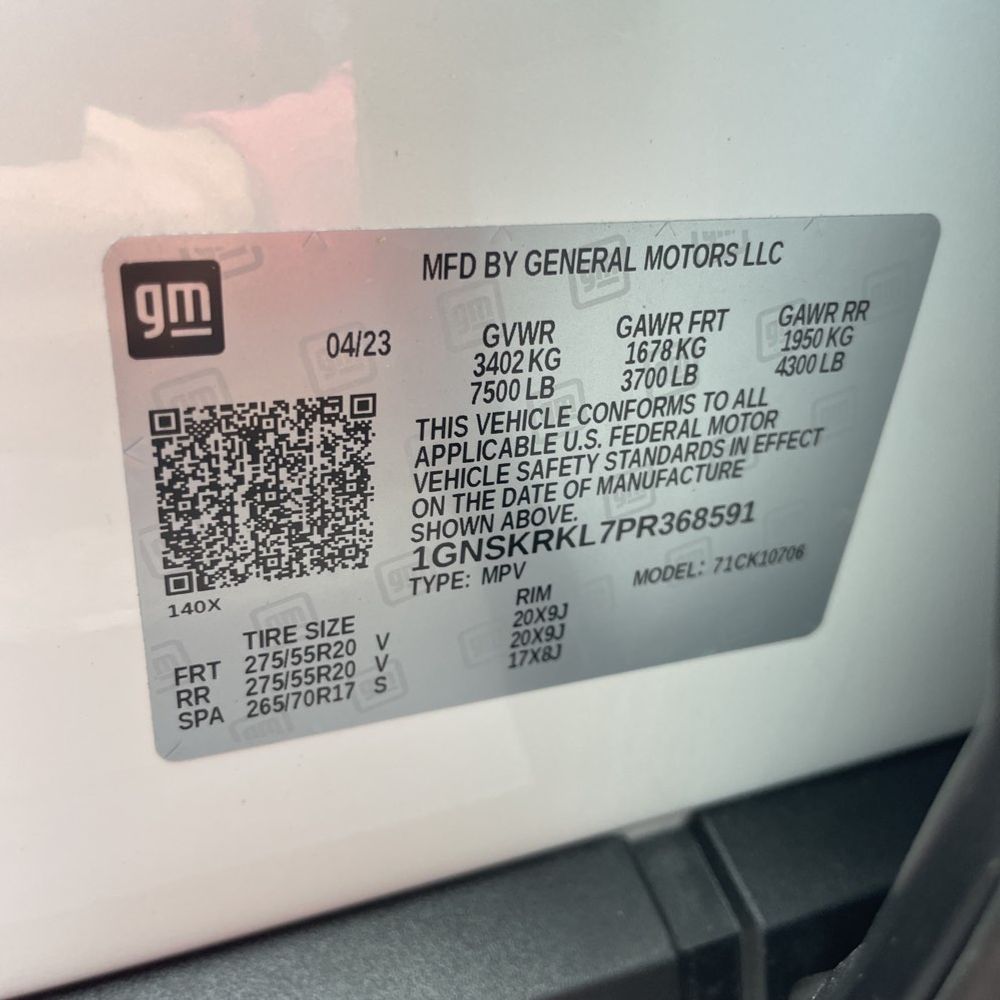 gm
MFD BY GENERAL MOTORS LLC
04/23 GVWR GAWR FRT GAWR RR
3402 KG 1678 KG 1950 KG
7500 LB 3700 LB 4300 LB
THIS VEHICLE CONFORMS TO ALL
APPLICABLE U.S. FEDERAL MOTOR
VEHICLE SAFETY STANDARDS IN EFFECT
ON THE DATE OF MANUFACTURE
SHOWN ABOVE.
1GNSKRKL7PR368591
TYPE: MPV MODEL: 71CK10706
140X
TIRE SIZE RIM
FRT 275/55R20 V 20X9J
RR 275/55R20 V 20X9J
SPA 265/70R17 S 17X8J